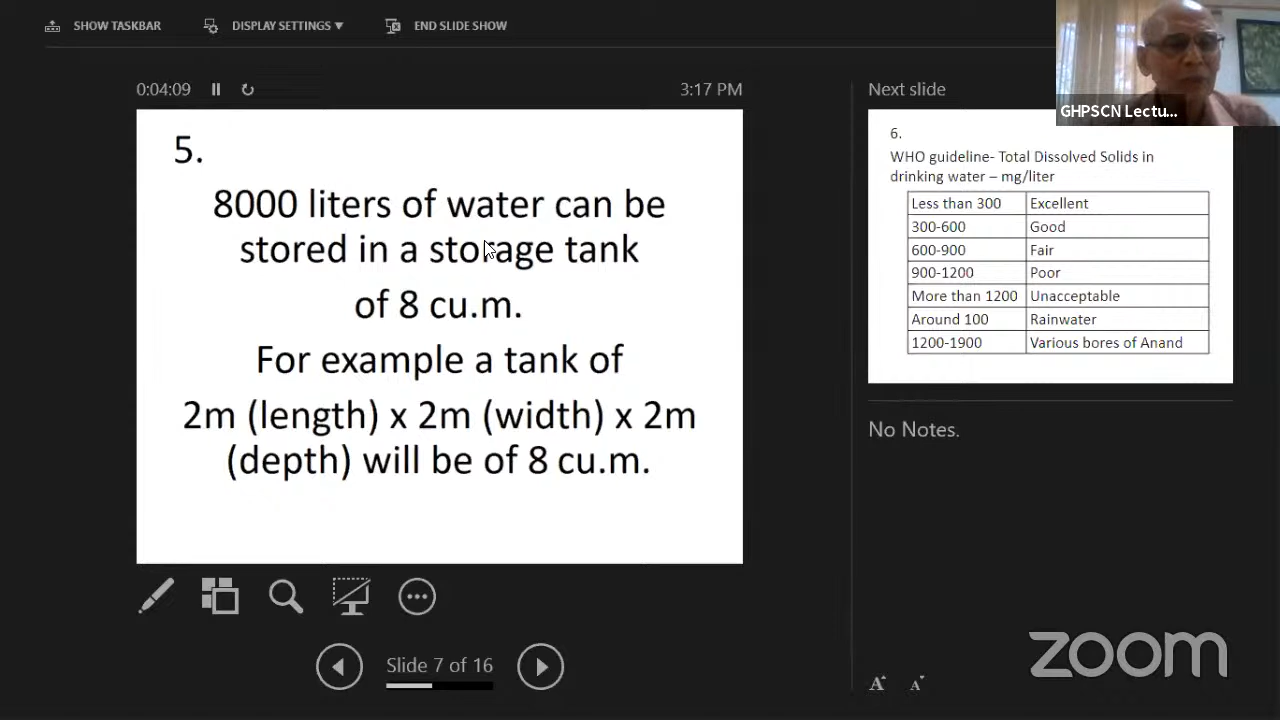 SHOW TASKBAR
DISPLAY SETTINGS ▼
END SLIDE SHOW
GHPSCN Lectu...
0:04:09
3:17 PM
5.
8000 liters of water can be
stored in a storage tank
of 8 cu.m.
For example a tank of
2m (length) x 2m (width) x 2m
(depth) will be of 8 cu.m.
Slide 7 of 16
Next slide
6.
WHO guideline- Total Dissolved Solids in
drinking water – mg/liter
Less than 300 Excellent
300-600 Good
600-900 Fair
900-1200 Poor
More than 1200 Unacceptable
Around 100 Rainwater
1200-1900 Various bores of Anand
No Notes.
A A
zoom